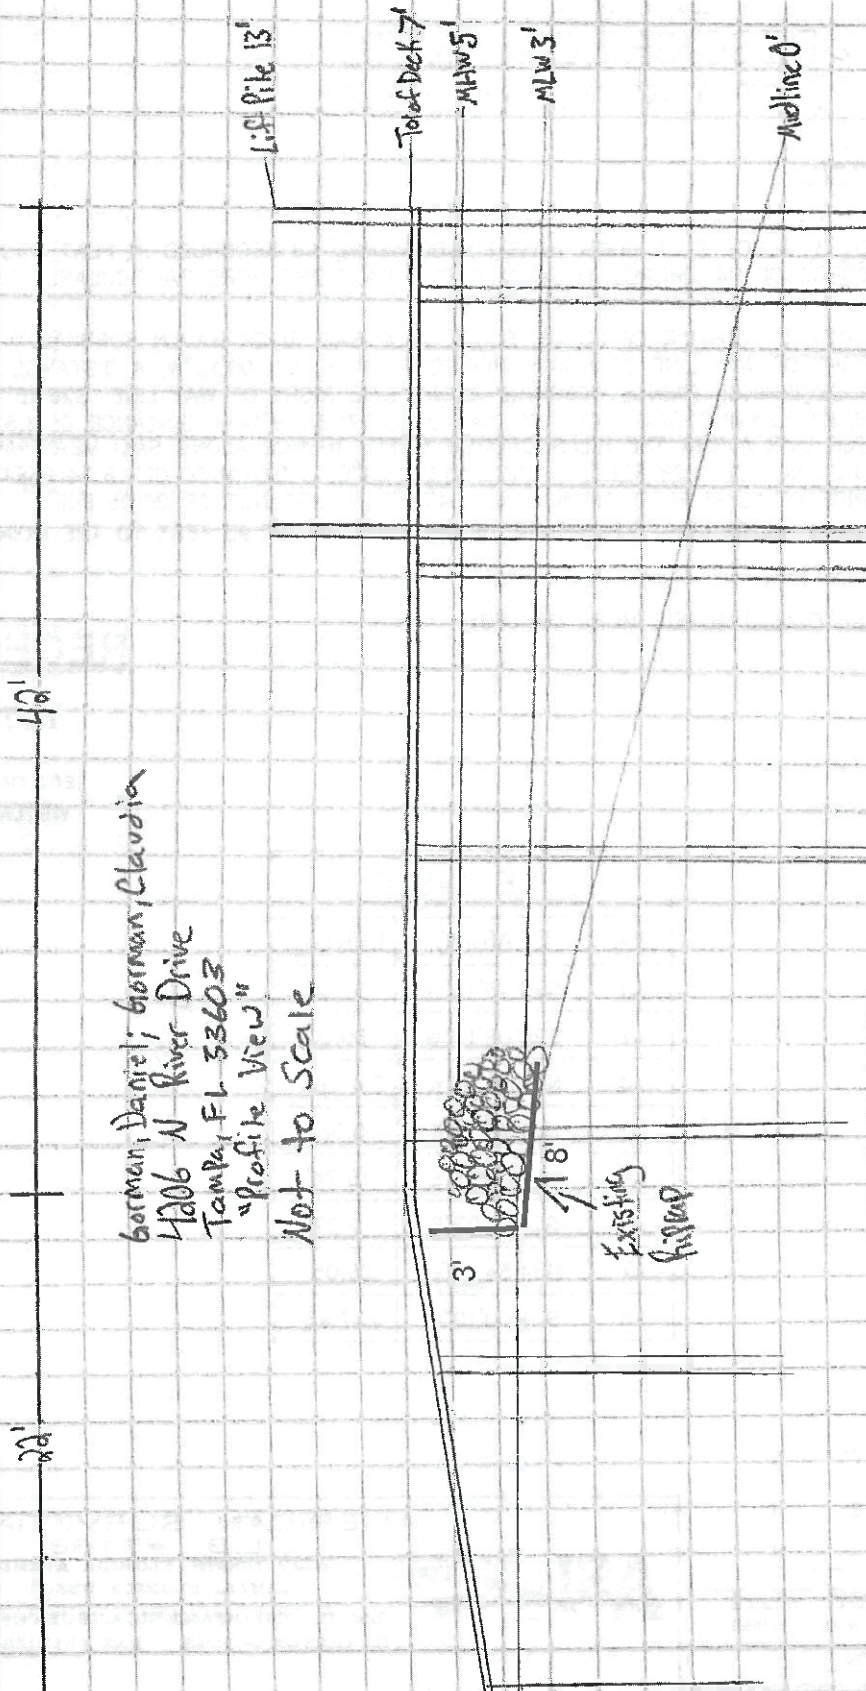 Lift Pile 13'
Top of Deck 7'
MHW 5'
MLW 3'
Mudline 0'
42'
22'
Gorman, Daniel; Gorman, Claudia
4206 N River Drive
Tampa, FL 33603
"Profile View"
Not to Scale
3'
8'
Existing
Riprap